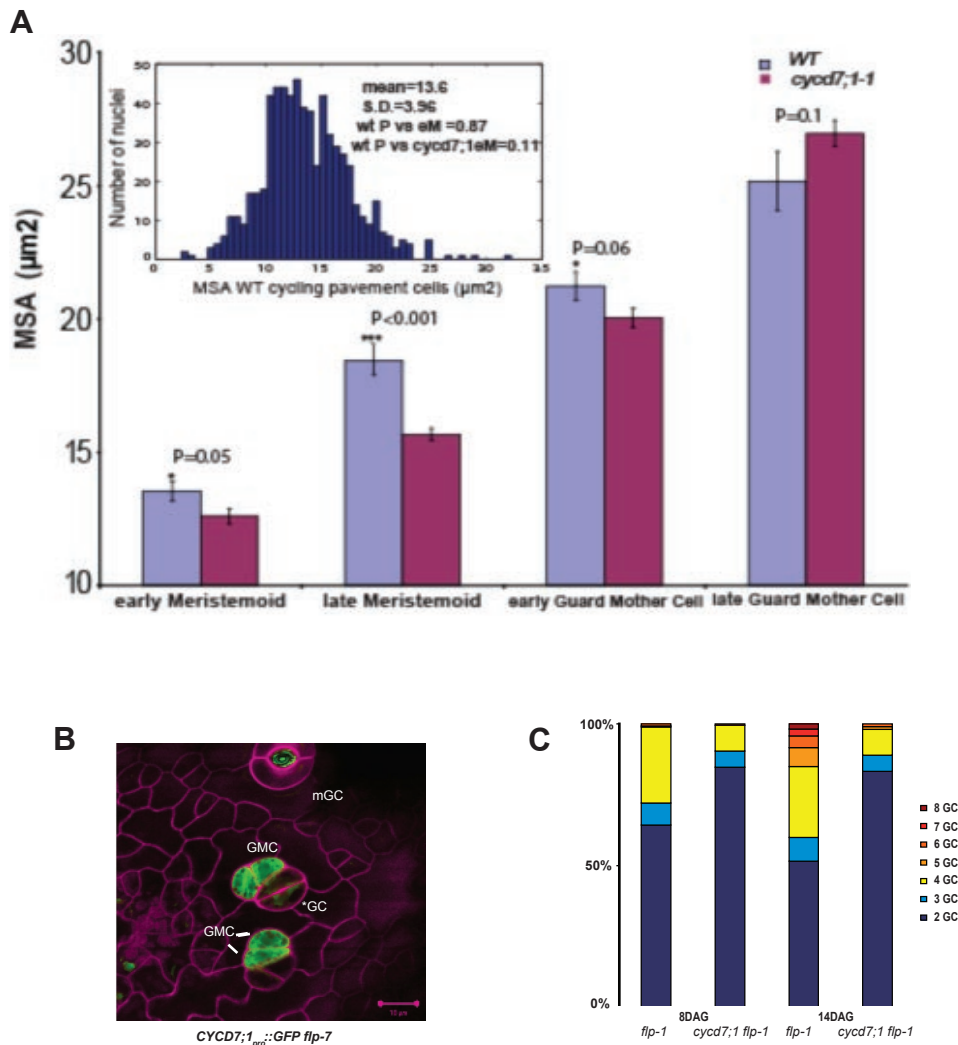 A
30
25
20
15
10
MSA (µm2)
WT
cycd7;1-1
50
40
30
20
10
0
Number of nuclei
mean=13.6
S.D.=3.96
wt P vs eM =0.87
wt P vs cycd7;1eM=0.11
0 5 10 15 20 25 30 35
MSA WT cycling pavement cells (µm2)
P=0.05
*
P<0.001
***
P=0.06
*
P=0.1
early Meristemoid
late Meristemoid
early Guard Mother Cell
late Guard Mother Cell
B
mGC
GMC
*GC
GMC
10 µm
CYCD7;1pro::GFP flp-7
C
100%
50%
0%
8 GC
7 GC
6 GC
5 GC
4 GC
3 GC
2 GC
8DAG 14DAG
flp-1 cycd7;1 flp-1 flp-1 cycd7;1 flp-1